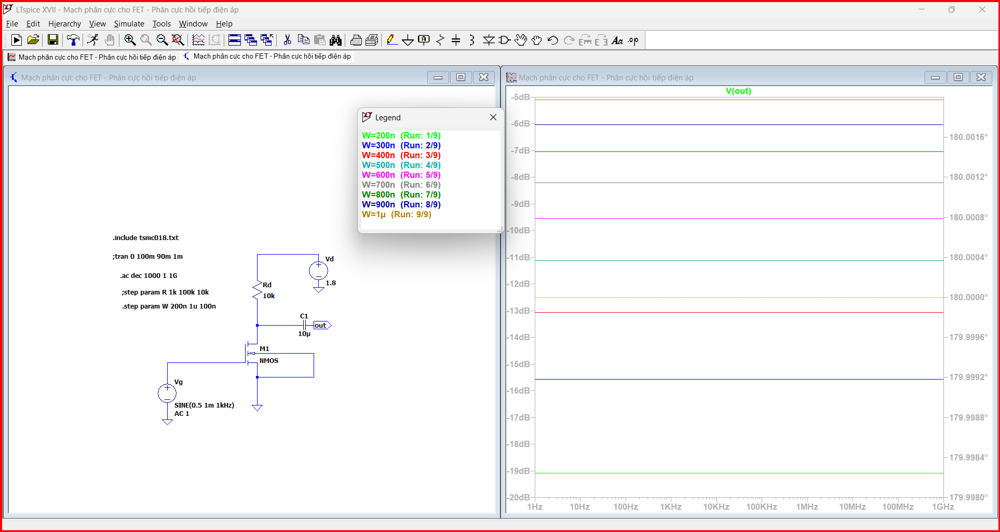 LTspice XVII - Mạch phân cực cho FET - Phân cực hồi tiếp điện áp
File Edit Hierarchy View Simulate Tools Window Help
Mạch phân cực cho FET - Phân cực hồi tiếp điện áp
Mạch phân cực cho FET - Phân cực hồi tiếp điện áp
Mạch phân cực cho FET - Phân cực hồi tiếp điện áp
.include tsmc018.txt
;tran 0 100m 90m 1m
.ac dec 1000 1 1G
;step param R 1k 100k 10k
.step param W 200n 1u 100n
Vd
1.8
Rd
10k
C1
10µ
out
M1
NMOS
Vg
SINE(0.5 1m 1kHz)
AC 1
Legend
W=200n (Run: 1/9)
W=300n (Run: 2/9)
W=400n (Run: 3/9)
W=500n (Run: 4/9)
W=600n (Run: 5/9)
W=700n (Run: 6/9)
W=800n (Run: 7/9)
W=900n (Run: 8/9)
W=1µ (Run: 9/9)
Mạch phân cực cho FET - Phân cực hồi tiếp điện áp
V(out)
-5dB
-6dB
-7dB
-8dB
-9dB
-10dB
-11dB
-12dB
-13dB
-14dB
-15dB
-16dB
-17dB
-18dB
-19dB
-20dB
180.0016°
180.0012°
180.0008°
180.0004°
180.0000°
179.9996°
179.9992°
179.9988°
179.9984°
179.9980°
1Hz 10Hz 100Hz 1KHz 10KHz 100KHz 1MHz 10MHz 100MHz 1GHz